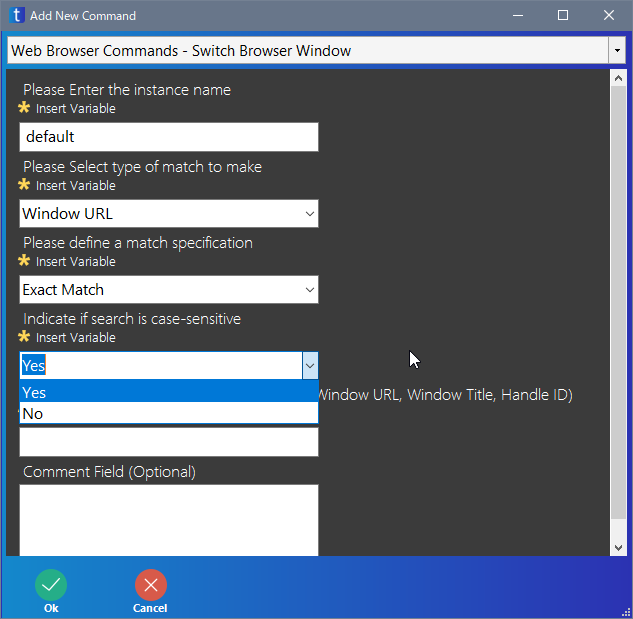 Add New Command
Web Browser Commands - Switch Browser Window
Please Enter the instance name
Insert Variable
default
Please Select type of match to make
Insert Variable
Window URL
Please define a match specification
Insert Variable
Exact Match
Indicate if search is case-sensitive
Insert Variable
Yes
Yes
Window URL, Window Title, Handle ID)
No
Comment Field (Optional)
Ok
Cancel